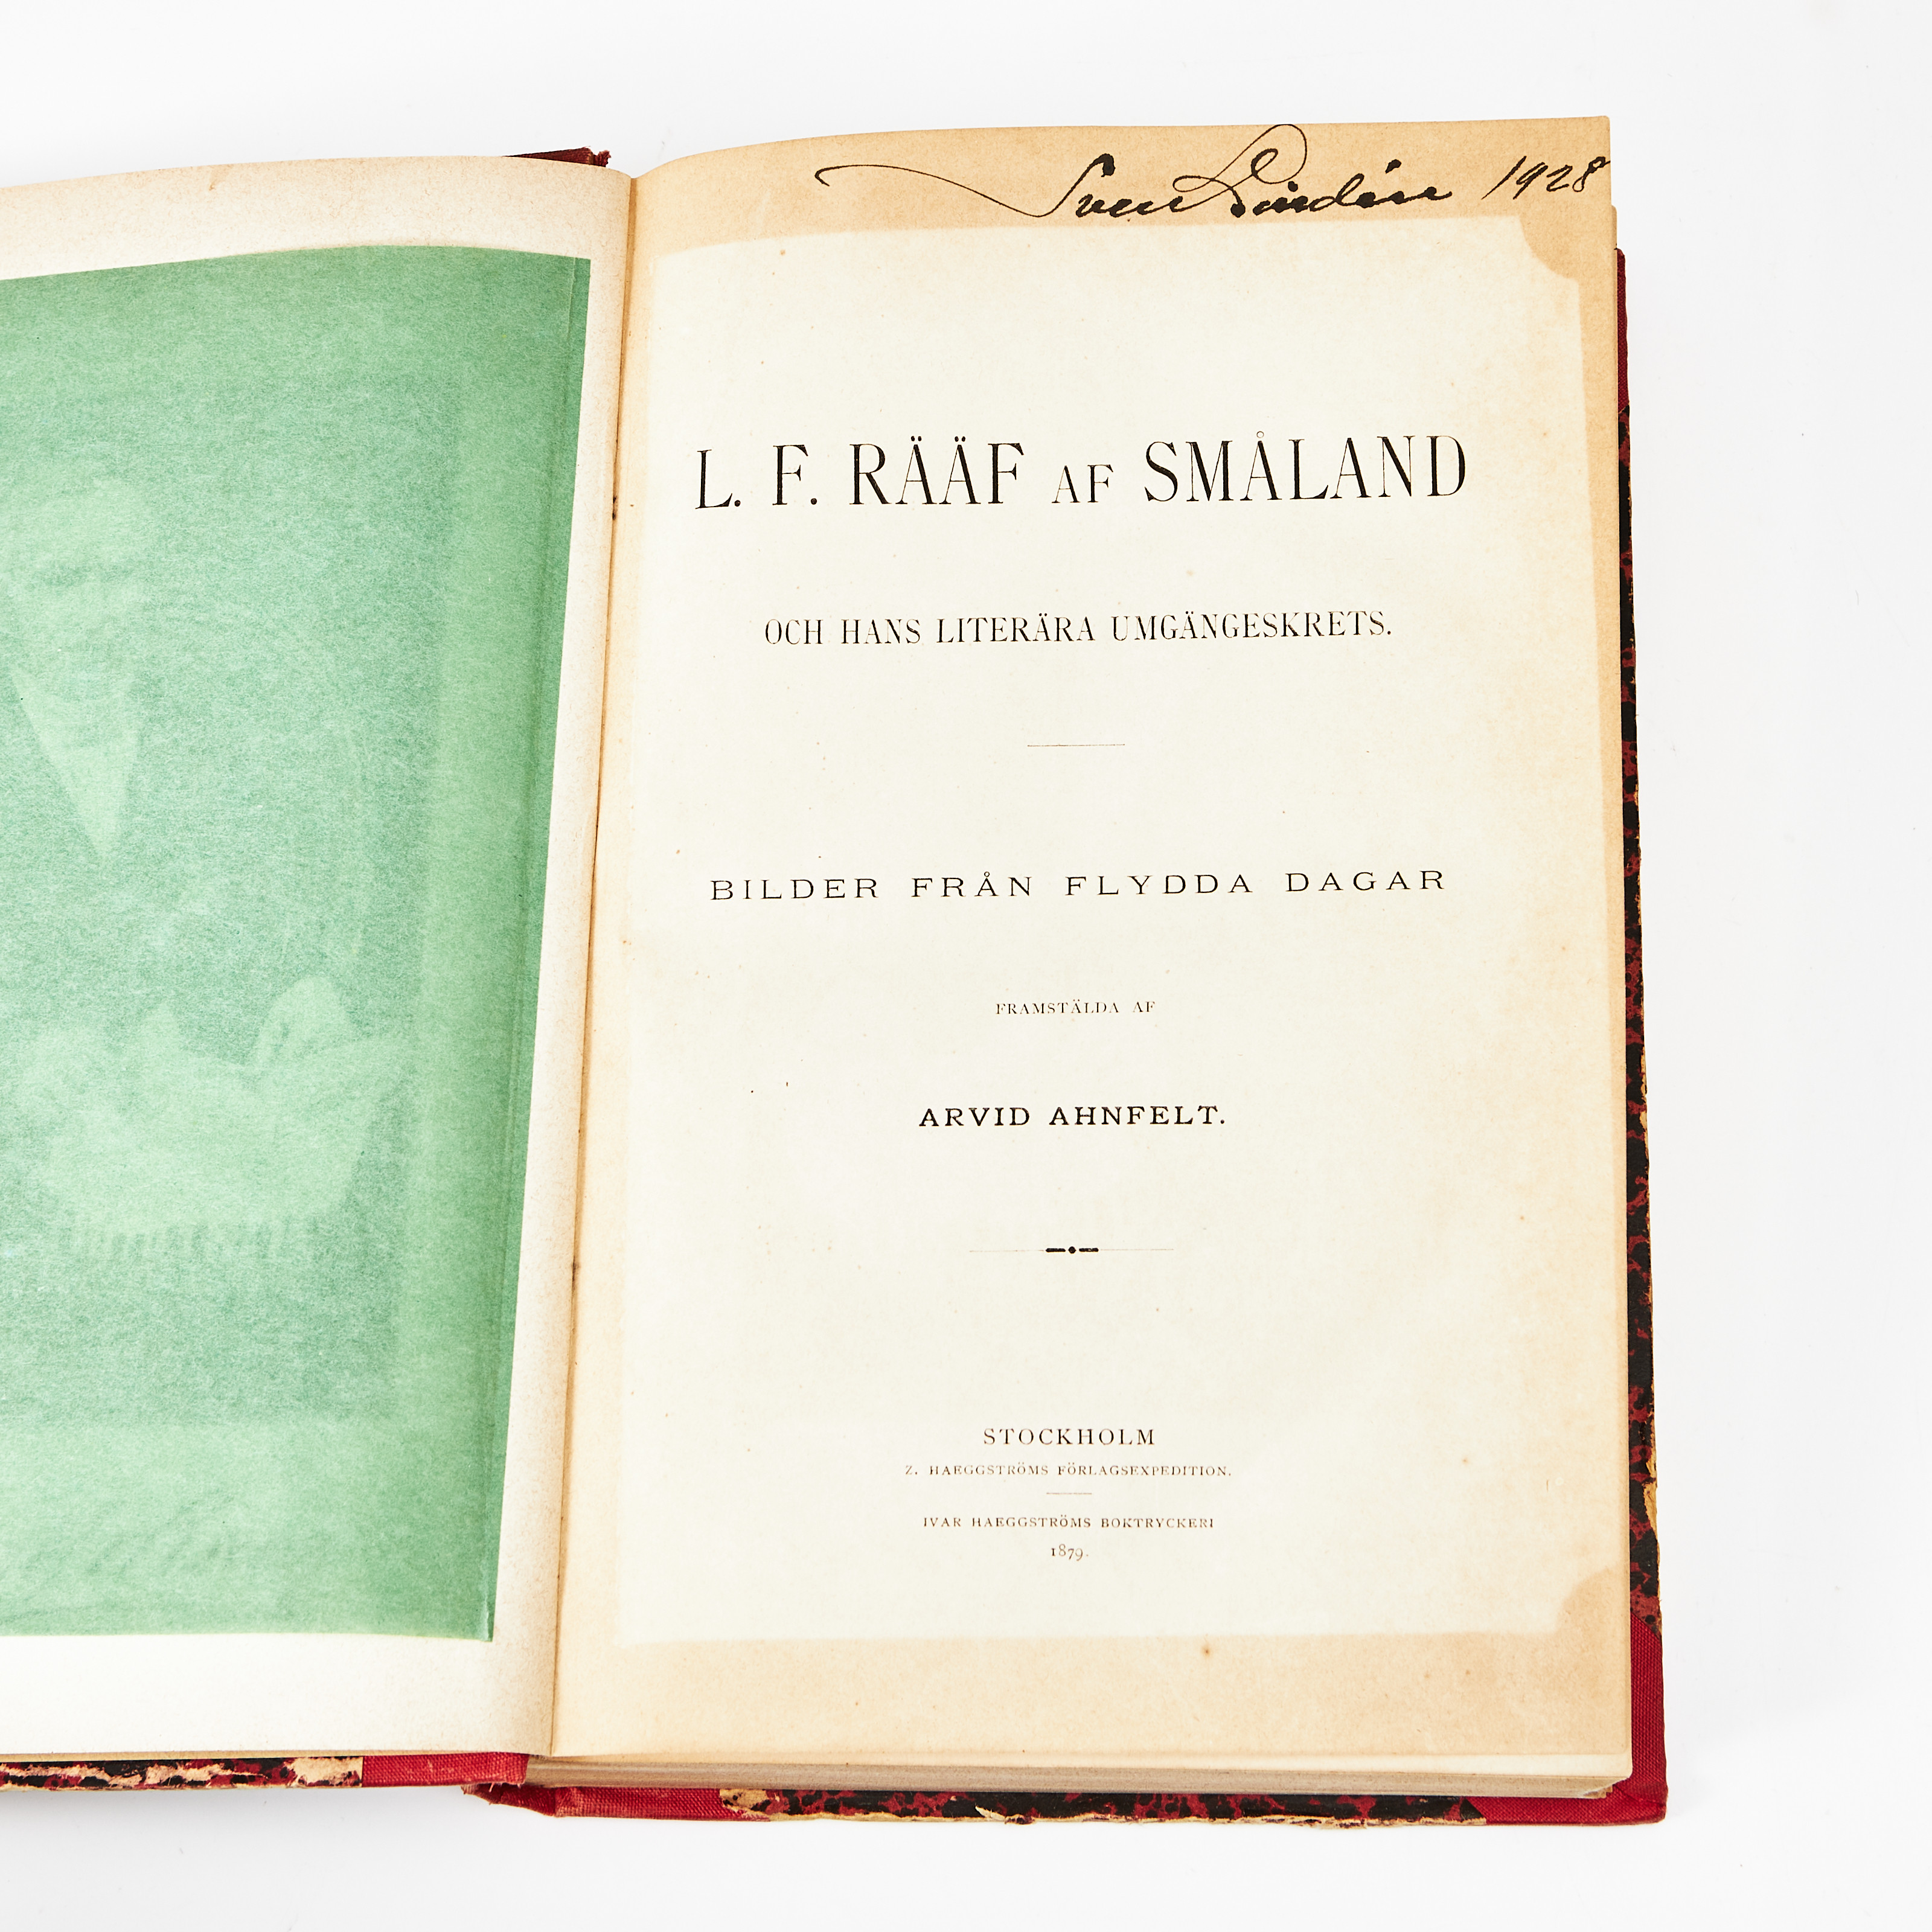 Sven Lindén 1928
L. F. RÄÄF AF SMÅLAND
OCH HANS LITERÄRA UMGÄNGESKRETS.
BILDER FRÅN FLYDDA DAGAR
FRAMSTÄLDA AF
ARVID AHNFELT.
STOCKHOLM
Z. HAEGGSTRÖMS FÖRLAGSEXPEDITION.
IVAR HAEGGSTRÖMS BOKTRYCKERI
1879.